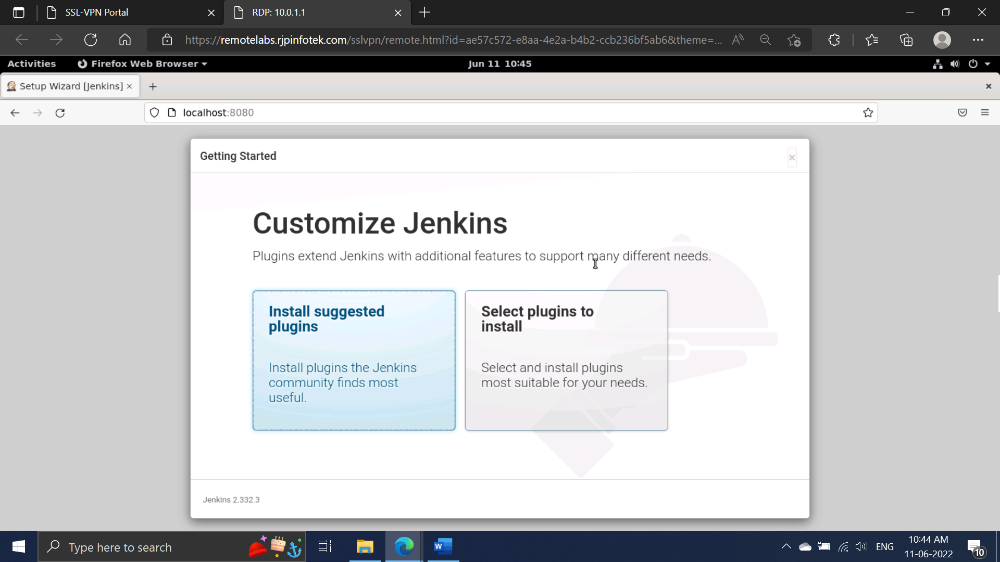 SSL-VPN Portal
RDP: 10.0.1.1
https://remotelabs.rjpinfotek.com/sslvpn/remote.html?id=ae57c572-e8aa-4e2a-b4b2-ccb236bf5ab6&theme=...
Activities
Firefox Web Browser
Jun 11 10:45
Setup Wizard [Jenkins]
localhost:8080
Getting Started
Customize Jenkins
Plugins extend Jenkins with additional features to support many different needs.
Install suggested
plugins
Install plugins the Jenkins
community finds most
useful.
Select plugins to
install
Select and install plugins
most suitable for your needs.
Jenkins 2.332.3
Type here to search
W
ENG
10:44 AM
11-06-2022
10